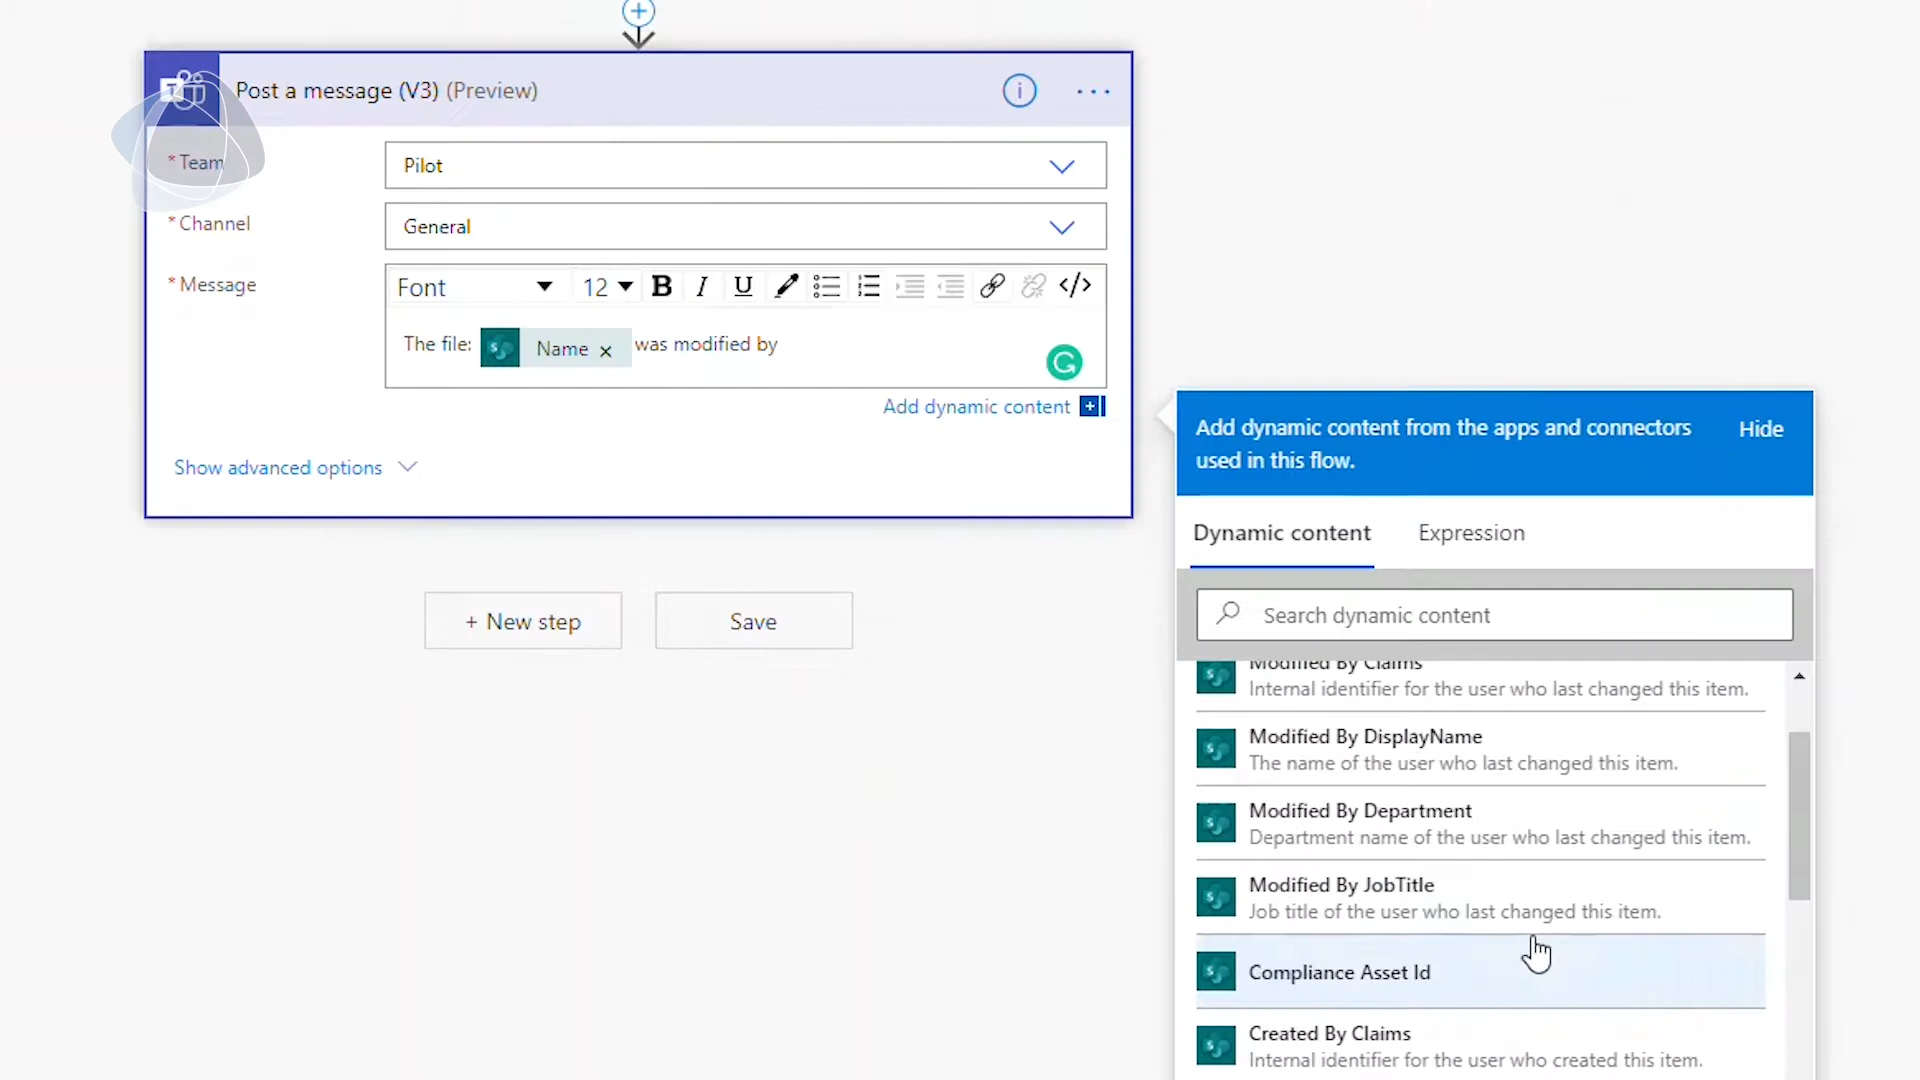 Post a message (V3) (Preview)
* Team
Pilot
* Channel
General
* Message
Font
12
B I U
</>
The file: Name × was modified by
Add dynamic content
Show advanced options
+ New step
Save
Add dynamic content from the apps and connectors
used in this flow.
Hide
Dynamic content
Expression
Search dynamic content
Modified By Claims
Internal identifier for the user who last changed this item.
Modified By DisplayName
The name of the user who last changed this item.
Modified By Department
Department name of the user who last changed this item.
Modified By JobTitle
Job title of the user who last changed this item.
Compliance Asset Id
Created By Claims
Internal identifier for the user who created this item.